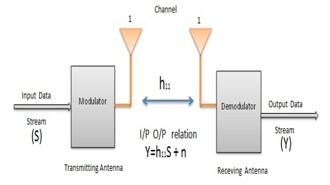 Channel
1
1
h₁₁
Input Data
Modulator
Demodulator
Output Data
Stream
(S)
I/P O/P relation
Y=h₁₁S + n
Stream
(Y)
Transmitting Antenna
Receving Antenna